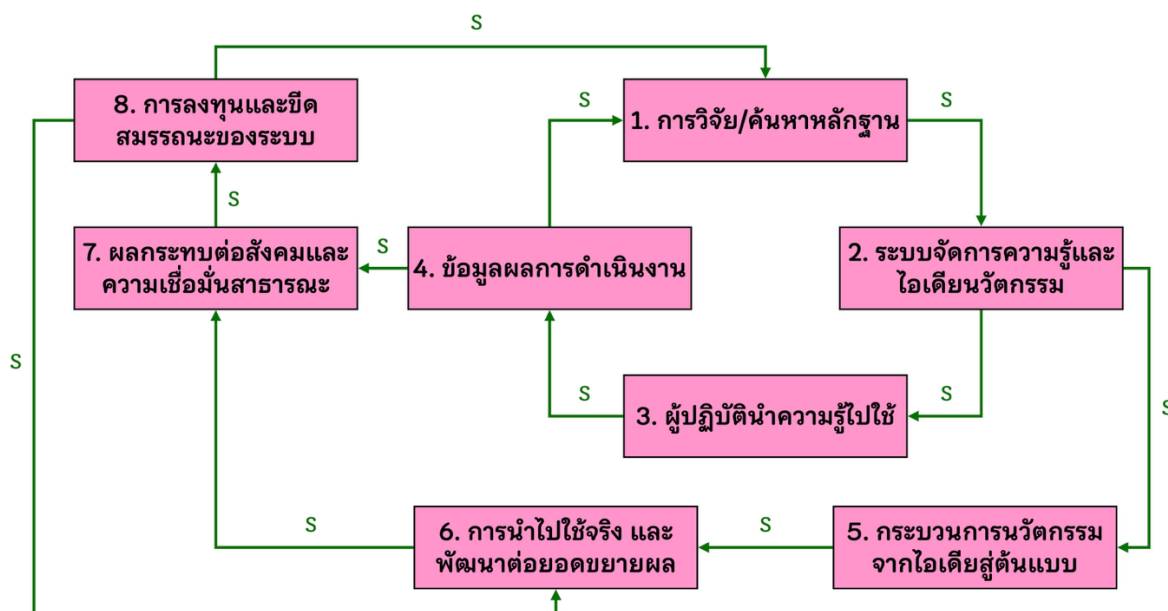 S
8. การลงทุนและขีด
สมรรถนะของระบบ
S
1. การวิจัย/ค้นหาหลักฐาน
S
S
7. ผลกระทบต่อสังคมและ
ความเชื่อมั่นสาธารณะ
S
4. ข้อมูลผลการดำเนินงาน
2. ระบบจัดการความรู้และ
ไอเดียนวัตกรรม
S
S
3. ผู้ปฏิบัตินำความรู้ไปใช้
S
S
S
6. การนำไปใช้จริง และ
พัฒนาต่อยอดขยายผล
S
5. กระบวนการนวัตกรรม
จากไอเดียสู่ต้นแบบ